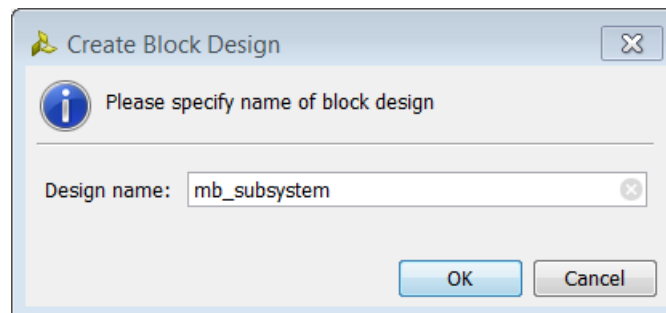 Create Block Design
Please specify name of block design
Design name: mb_subsystem
OK Cancel